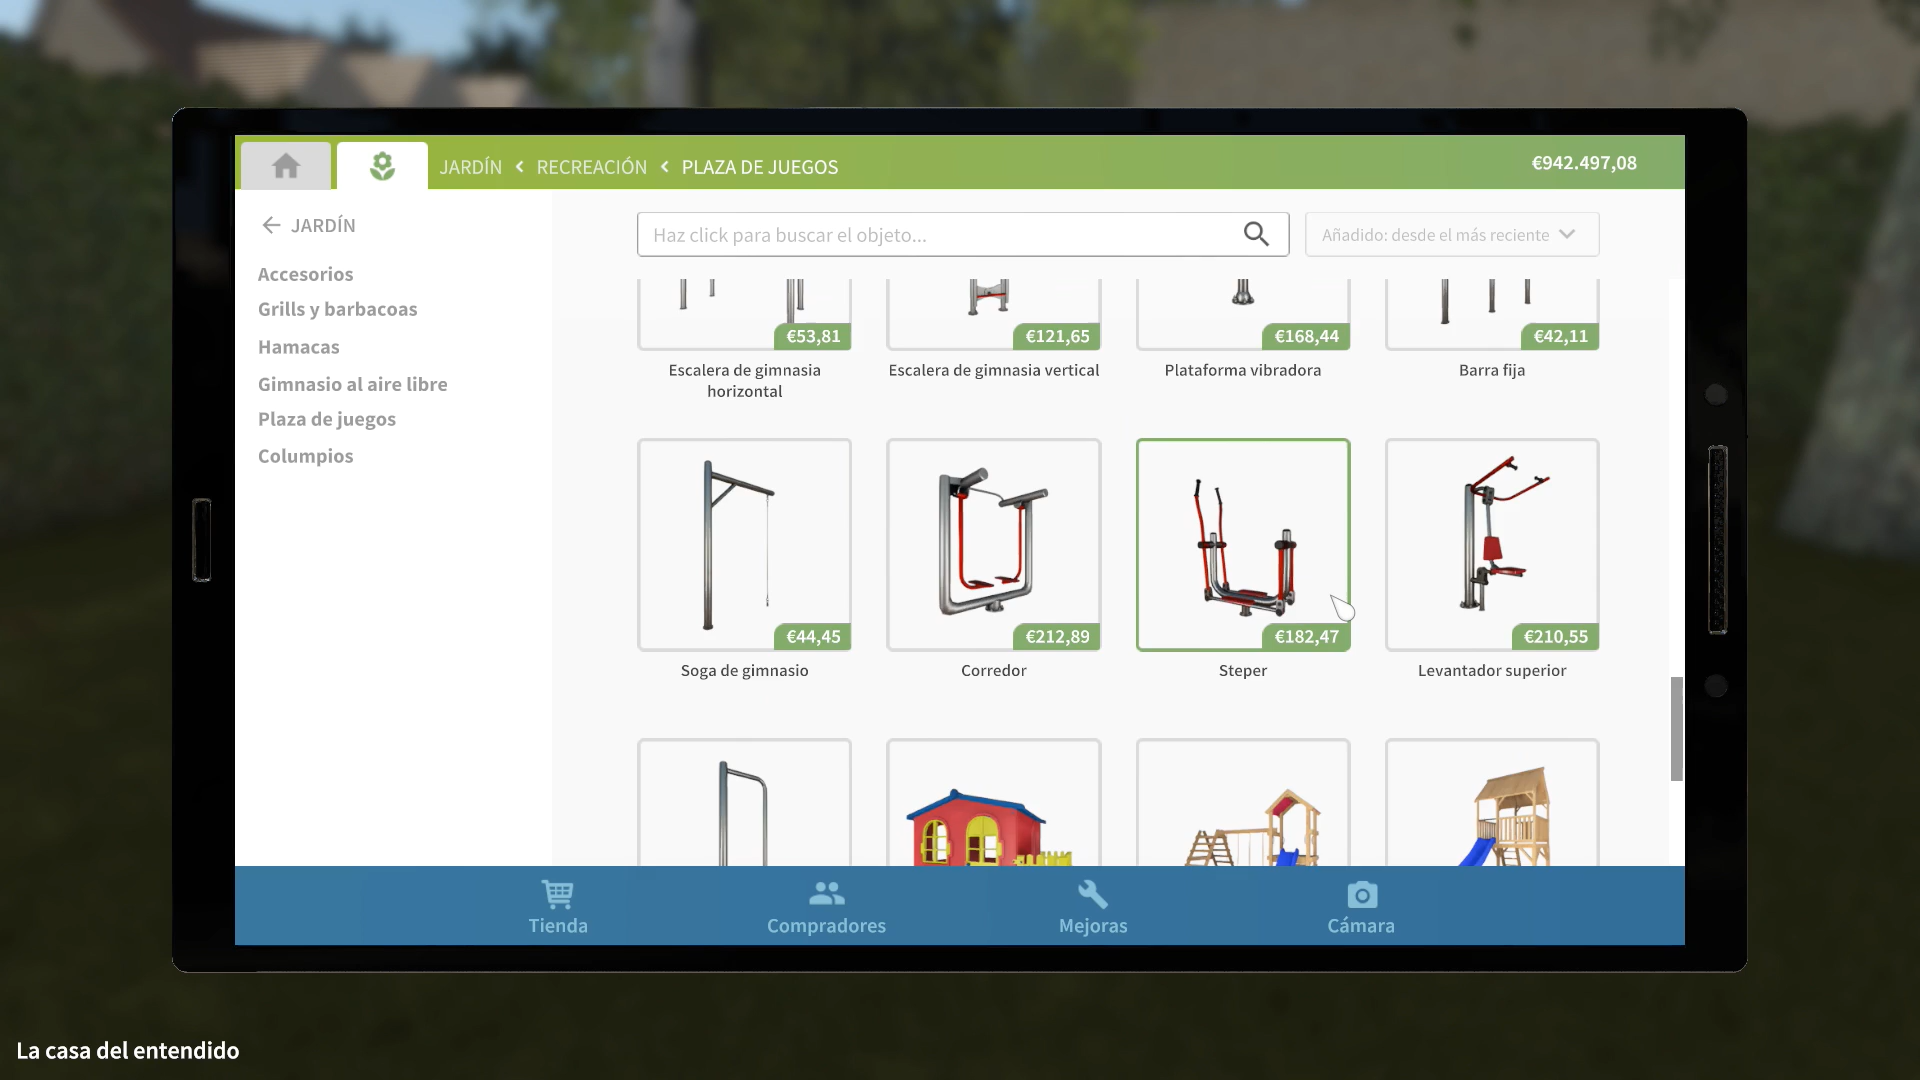 JARDÍN < RECREACIÓN < PLAZA DE JUEGOS
€942.497,08
← JARDÍN
Haz click para buscar el objeto...
Añadido: desde el más reciente
Accesorios
Grills y barbacoas
Hamacas
Gimnasio al aire libre
Plaza de juegos
Columpios
€53,81
€121,65
€168,44
€42,11
Escalera de gimnasia
horizontal
Escalera de gimnasia vertical
Plataforma vibradora
Barra fija
€44,45
€212,89
€182,47
€210,55
Soga de gimnasio
Corredor
Steper
Levantador superior
Tienda
Compradores
Mejoras
Cámara
La casa del entendido